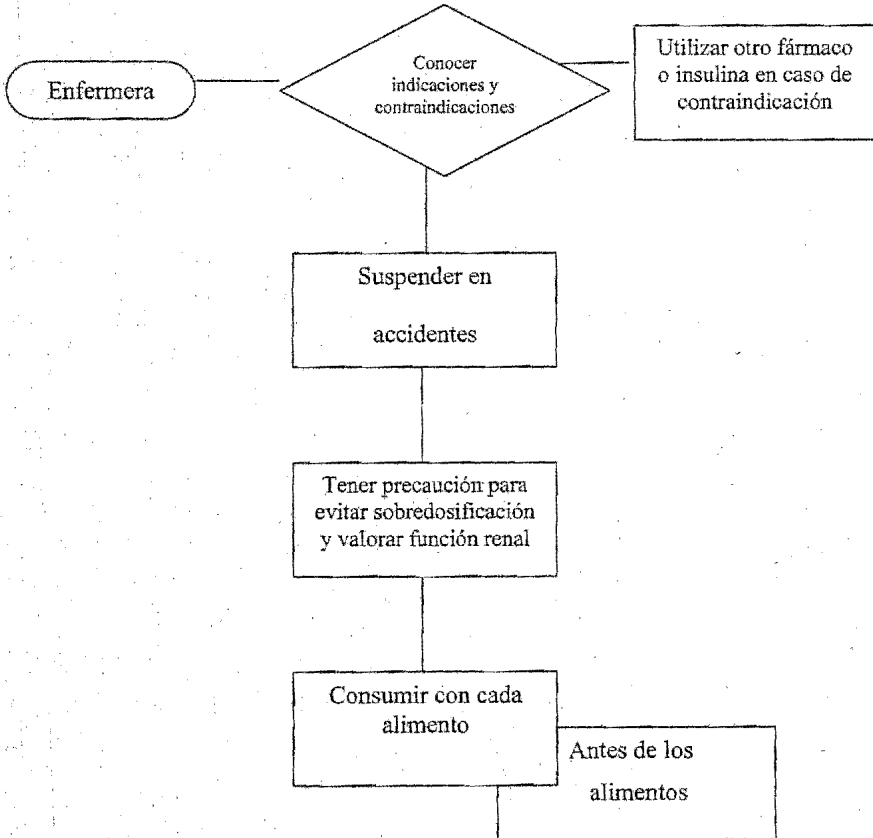 Enfermera
Conocer
indicaciones y
contraindicaciones
Utilizar otro fármaco
o insulina en caso de
contraindicación
Suspender en
accidentes
Tener precaución para
evitar sobredosificación
y valorar función renal
Consumir con cada
alimento
Antes de los
alimentos